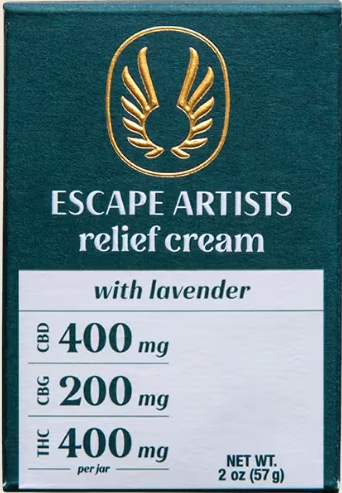 ESCAPE ARTISTS
relief cream
with lavender
CBD 400 mg
CBG 200 mg
THC 400 mg
per jar
NET WT.
2 oz (57 g)